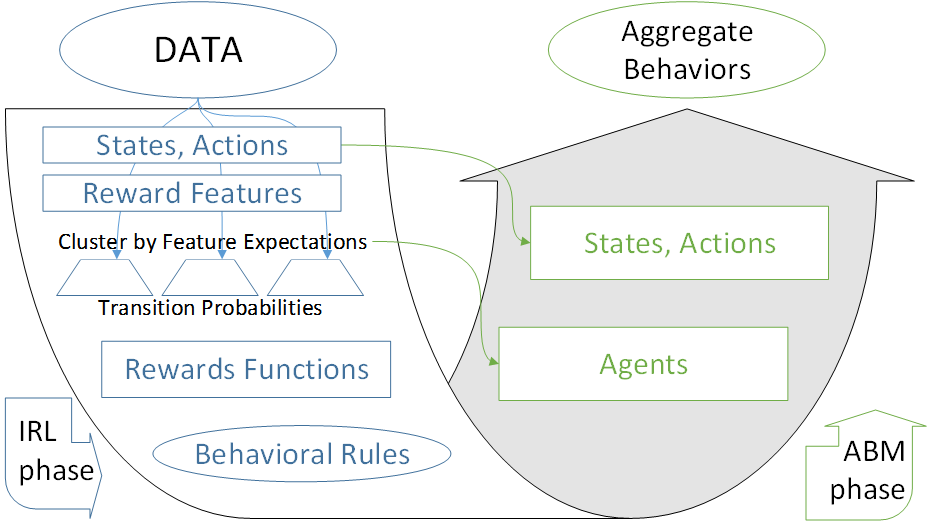 DATA
Aggregate
Behaviors
States, Actions
Reward Features
Cluster by Feature Expectations
Transition Probabilities
Rewards Functions
Behavioral Rules
IRL
phase
States, Actions
Agents
ABM
phase